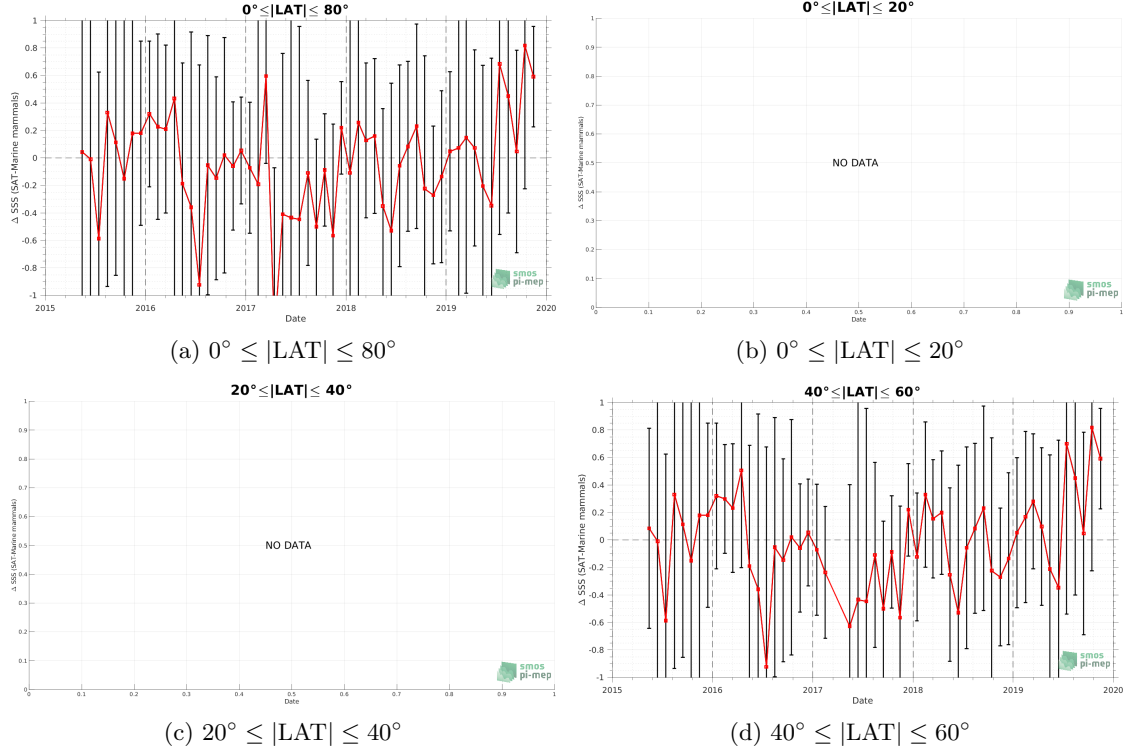 0°≤|LAT|≤ 80°
1
0.8
0.6
0.4
0.2
0
-0.2
-0.4
-0.6
-0.8
-1
Δ SSS (SAT-Marine mammals)
2015 2016 2017 2018 2019 2020
Date
smos
pi-mep
(a) 0° ≤ |LAT| ≤ 80°
0°≤|LAT|≤ 20°
1
0.9
0.8
0.7
0.6
0.5
0.4
0.3
0.2
0.1
0
Δ SSS (SAT-Marine mammals)
NO DATA
0 0.1 0.2 0.3 0.4 0.5 0.6 0.7 0.8 0.9 1
Date
smos
pi-mep
(b) 0° ≤ |LAT| ≤ 20°
20°≤|LAT|≤ 40°
1
0.9
0.8
0.7
0.6
0.5
0.4
0.3
0.2
0.1
0
Δ SSS (SAT-Marine mammals)
NO DATA
0 0.1 0.2 0.3 0.4 0.5 0.6 0.7 0.8 0.9 1
Date
smos
pi-mep
(c) 20° ≤ |LAT| ≤ 40°
40°≤|LAT|≤ 60°
1
0.8
0.6
0.4
0.2
0
-0.2
-0.4
-0.6
-0.8
-1
Δ SSS (SAT-Marine mammals)
2015 2016 2017 2018 2019 2020
Date
smos
pi-mep
(d) 40° ≤ |LAT| ≤ 60°